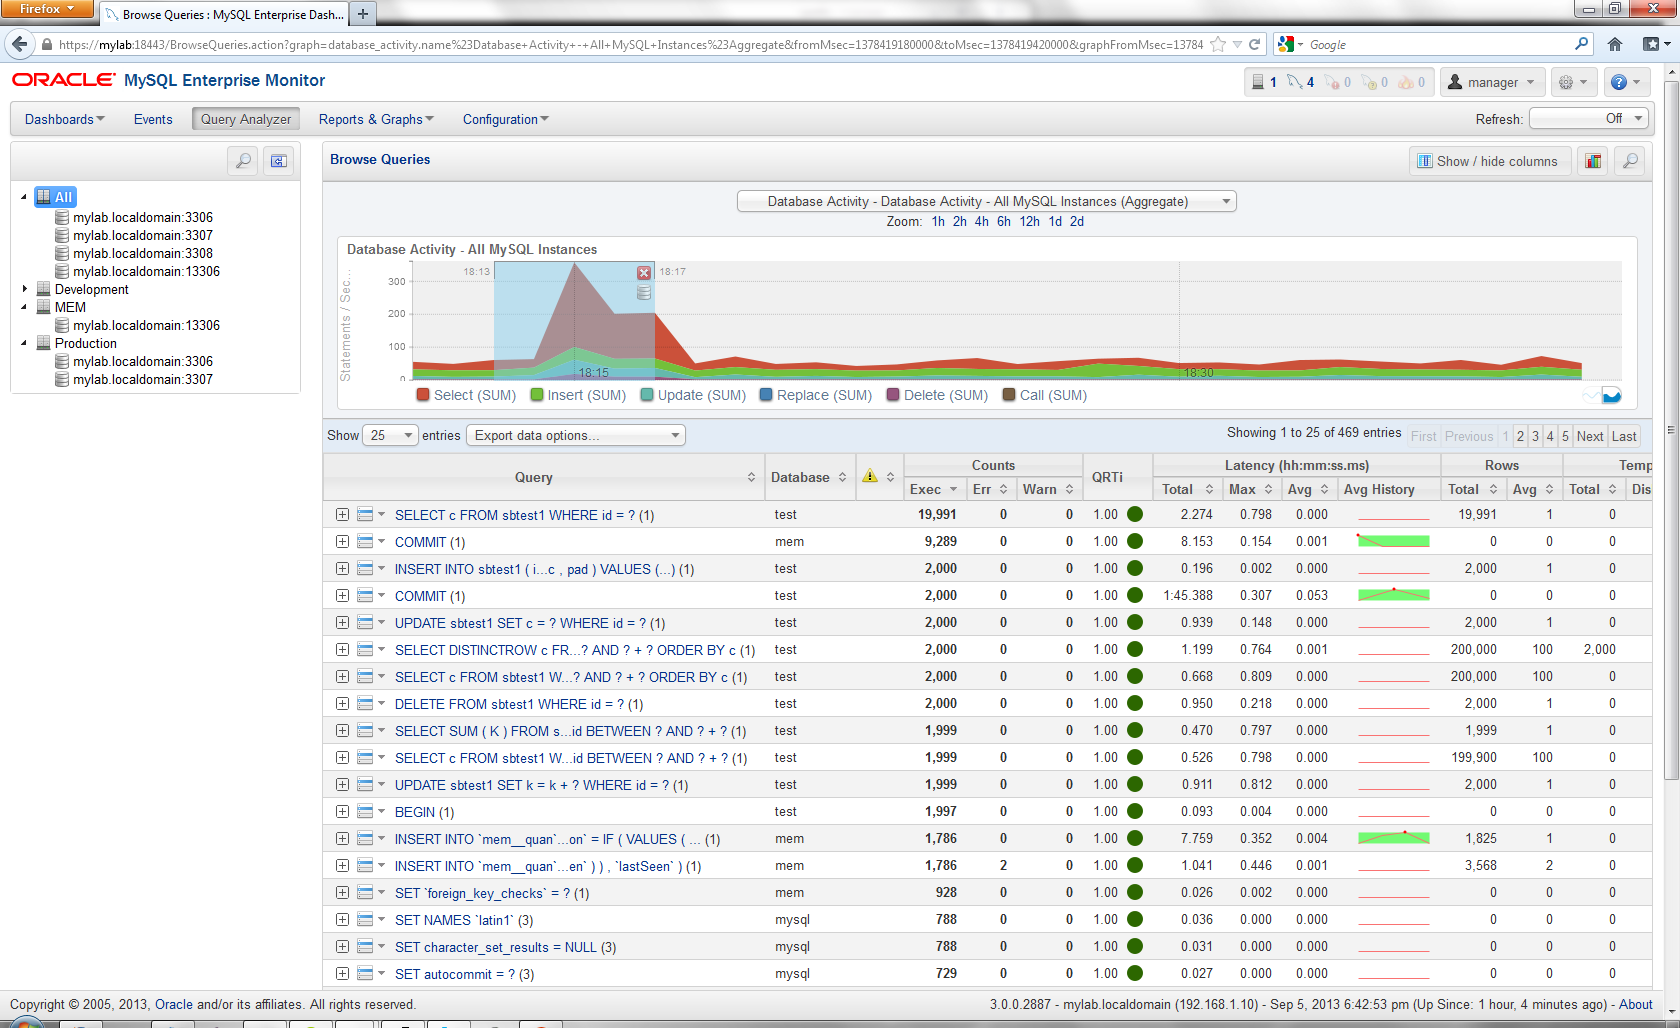 Firefox
Browse Queries : MySQL Enterprise Dash...
https://mylab:18443/BrowseQueries.action?graph=database_activity.name%23Database+Activity+-+All+MySQL+Instances%23Aggregate&fromMsec=1378419180000&toMsec=1378419420000&graphFromMsec=13784
Google
ORACLE MySQL Enterprise Monitor
1 4 0 0 0 manager
Dashboards Events Query Analyzer Reports & Graphs Configuration Refresh: Off
Browse Queries
Show / hide columns
All
mylab.localdomain:3306
mylab.localdomain:3307
mylab.localdomain:3308
mylab.localdomain:13306
Development
MEM
mylab.localdomain:13306
Production
mylab.localdomain:3306
mylab.localdomain:3307
Database Activity - Database Activity - All MySQL Instances (Aggregate)
Zoom: 1h 2h 4h 6h 12h 1d 2d
Database Activity - All MySQL Instances
18:13 18:17
Statements / Sec...
300
200
100
0
18:15 18:30
Select (SUM) Insert (SUM) Update (SUM) Replace (SUM) Delete (SUM) Call (SUM)
Show 25 entries Export data options... Showing 1 to 25 of 469 entries First Previous 1 2 3 4 5 Next Last
Query Database Counts QRTi Latency (hh:mm:ss.ms) Rows Temp
Exec Err Warn Total Max Avg Avg History Total Avg Total Dis
SELECT c FROM sbtest1 WHERE id = ? (1) test 19,991 0 0 1.00 2.274 0.798 0.000 19,991 1 0
COMMIT (1) mem 9,289 0 0 1.00 8.153 0.154 0.001 0 0 0
INSERT INTO sbtest1 ( i...c , pad ) VALUES (...) (1) test 2,000 0 0 1.00 0.196 0.002 0.000 2,000 1 0
COMMIT (1) test 2,000 0 0 1.00 1:45.388 0.307 0.053 0 0 0
UPDATE sbtest1 SET c = ? WHERE id = ? (1) test 2,000 0 0 1.00 0.939 0.148 0.000 2,000 1 0
SELECT DISTINCTROW c FR...? AND ? + ? ORDER BY c (1) test 2,000 0 0 1.00 1.199 0.764 0.001 200,000 100 2,000
SELECT c FROM sbtest1 W...? AND ? + ? ORDER BY c (1) test 2,000 0 0 1.00 0.668 0.809 0.000 200,000 100 0
DELETE FROM sbtest1 WHERE id = ? (1) test 2,000 0 0 1.00 0.950 0.218 0.000 2,000 1 0
SELECT SUM ( K ) FROM s...id BETWEEN ? AND ? + ? (1) test 1,999 0 0 1.00 0.470 0.797 0.000 1,999 1 0
SELECT c FROM sbtest1 W...id BETWEEN ? AND ? + ? (1) test 1,999 0 0 1.00 0.526 0.798 0.000 199,900 100 0
UPDATE sbtest1 SET k = k + ? WHERE id = ? (1) test 1,999 0 0 1.00 0.911 0.812 0.000 2,000 1 0
BEGIN (1) test 1,997 0 0 1.00 0.093 0.004 0.000 0 0 0
INSERT INTO `mem__quan`...on` = IF ( VALUES ( ... (1) mem 1,786 0 0 1.00 7.759 0.352 0.004 1,825 1 0
INSERT INTO `mem__quan`...en` ) ) , `lastSeen` ) (1) mem 1,786 2 0 1.00 1.041 0.446 0.001 3,568 2 0
SET `foreign_key_checks` = ? (1) mem 928 0 0 1.00 0.026 0.002 0.000 0 0 0
SET NAMES `latin1` (3) mysql 788 0 0 1.00 0.036 0.000 0.000 0 0 0
SET character_set_results = NULL (3) mysql 788 0 0 1.00 0.031 0.000 0.000 0 0 0
SET autocommit = ? (3) mysql 729 0 0 1.00 0.027 0.000 0.000 0 0 0
Copyright © 2005, 2013, Oracle and/or its affiliates. All rights reserved. 3.0.0.2887 - mylab.localdomain (192.168.1.10) - Sep 5, 2013 6:42:53 pm (Up Since: 1 hour, 4 minutes ago) - About